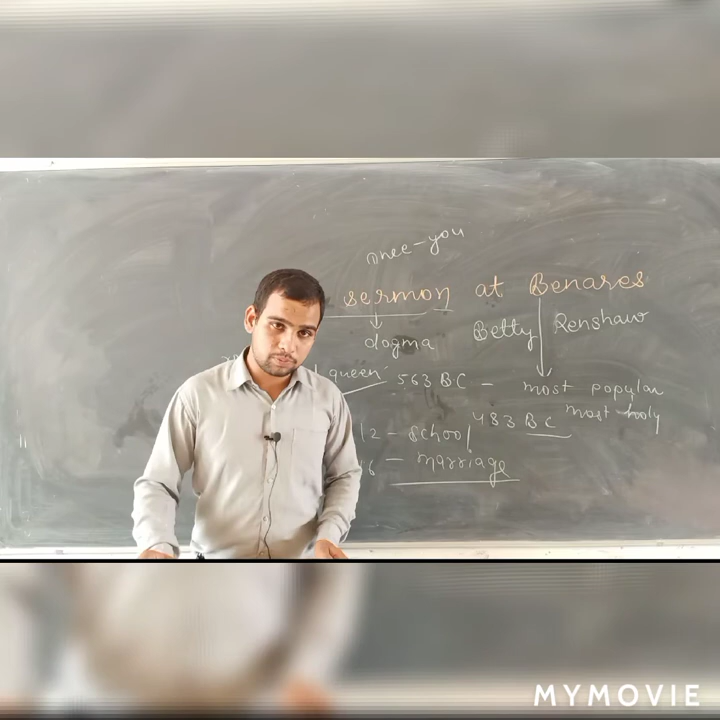 thee-you
sermon at Benares
dogma
Betty Renshaw
queen
563 BC - most popular
most holy
483 BC
12 - school
16 - marriage
MYMOVIE